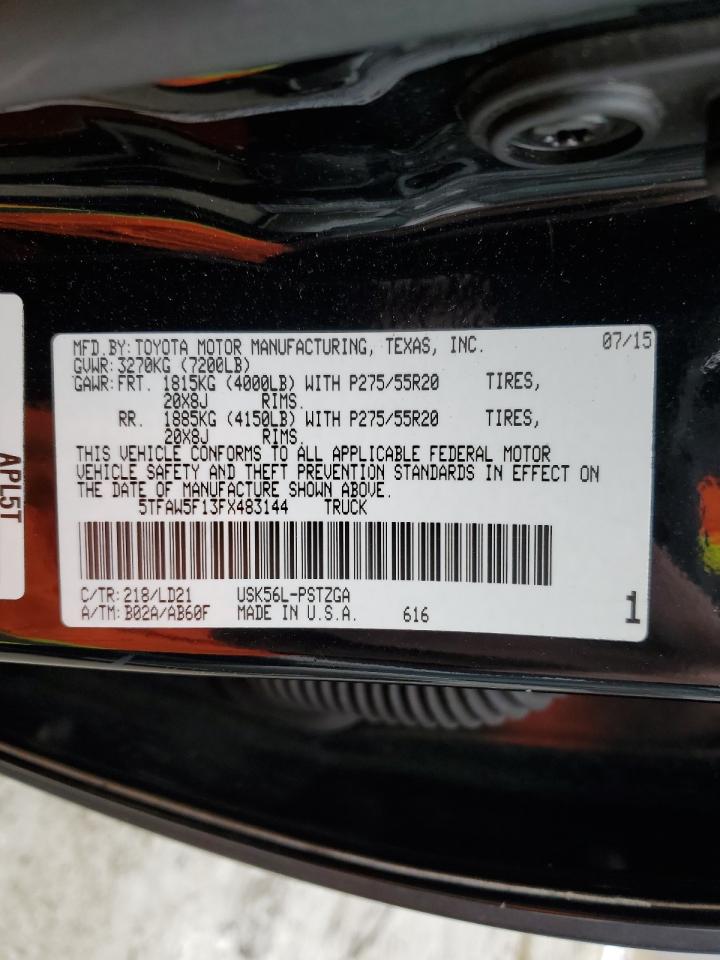 MFD.BY:TOYOTA MOTOR MANUFACTURING, TEXAS, INC. 07/15
GVWR:3270KG (7200LB)
GAWR:FRT. 1815KG (4000LB) WITH P275/55R20 TIRES,
20X8J RIMS.
RR. 1885KG (4150LB) WITH P275/55R20 TIRES,
20X8J RIMS.
THIS VEHICLE CONFORMS TO ALL APPLICABLE FEDERAL MOTOR
VEHICLE SAFETY AND THEFT PREVENTION STANDARDS IN EFFECT ON
THE DATE OF MANUFACTURE SHOWN ABOVE.
5TFAW5F13FX483144 TRUCK
C/TR:218/LD21 USK56L-PSTZGA
A/TM:B02A/AB60F MADE IN U.S.A. 616 1
APL5T